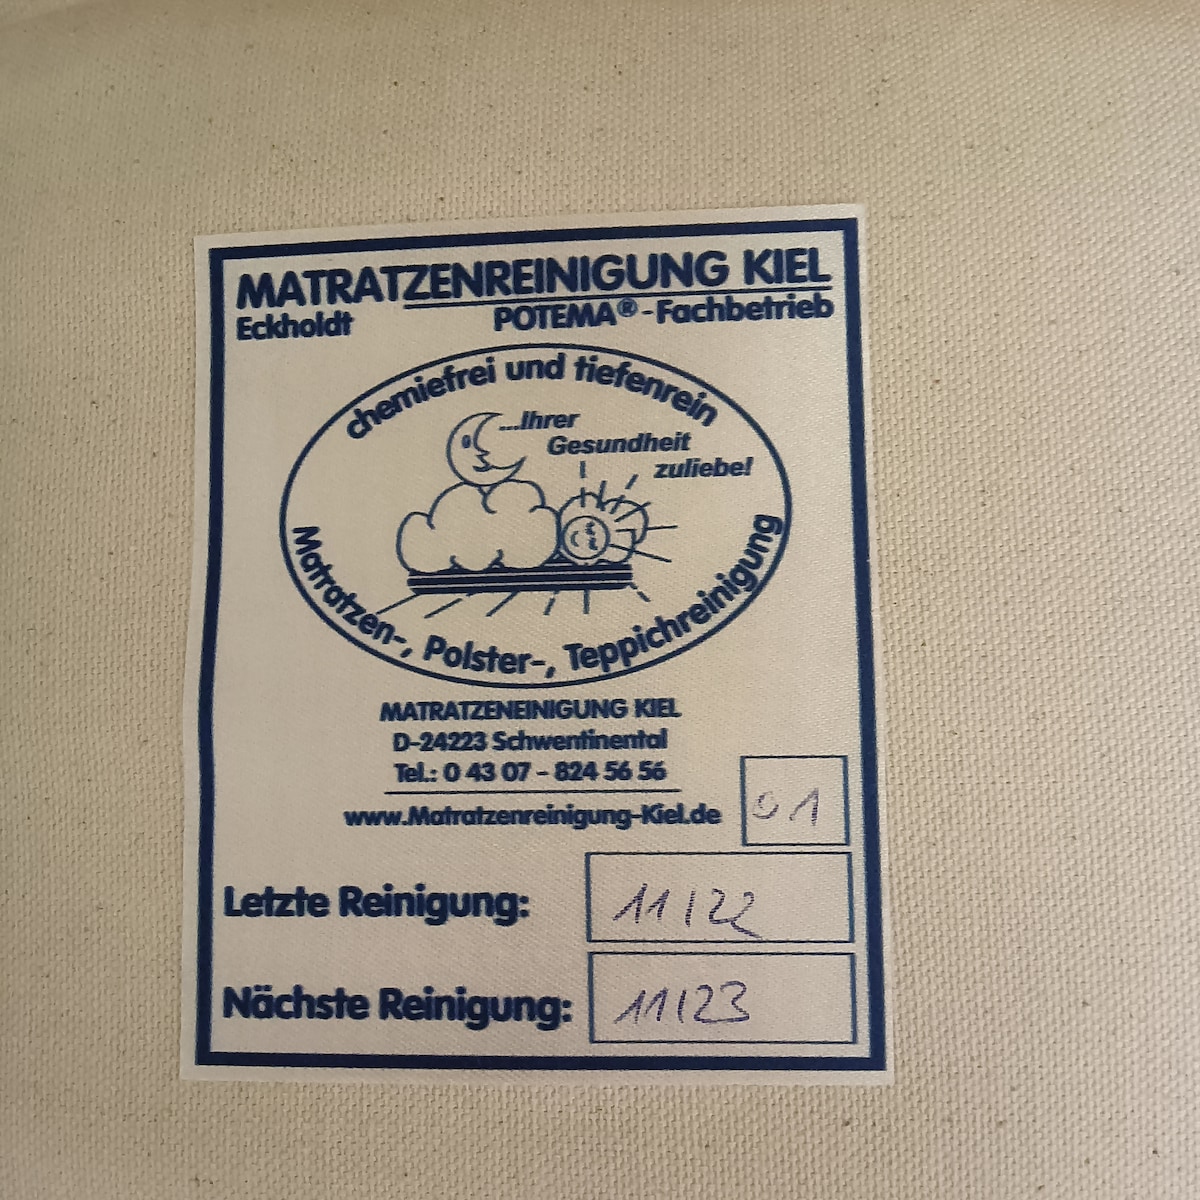 MATRATZENREINIGUNG KIEL
Eckholdt POTEMA®-Fachbetrieb
chemiefrei und tiefenrein
...Ihrer
Gesundheit
zuliebe!
Matratzen-, Polster-, Teppichreinigung
MATRATZENEINIGUNG KIEL
D-24223 Schwentinental
Tel.: 0 43 07 - 824 56 56
www.Matratzenreinigung-Kiel.de
01
Letzte Reinigung: 11/22
Nächste Reinigung: 11/23